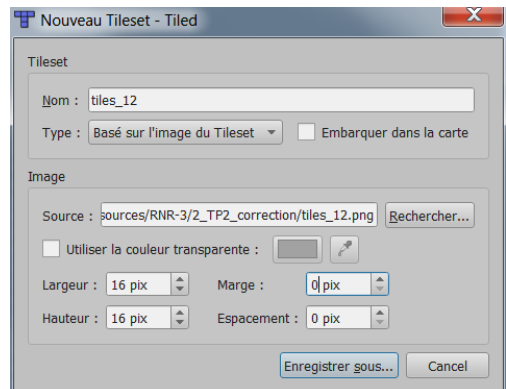 Nouveau Tileset - Tiled
Tileset
Nom : tiles_12
Type : Basé sur l'image du Tileset Embarquer dans la carte
Image
Source : sources/RNR-3/2_TP2_correction/tiles_12.png Rechercher...
Utiliser la couleur transparente :
Largeur : 16 pix Marge : 0 pix
Hauteur : 16 pix Espacement : 0 pix
Enregistrer sous... Cancel